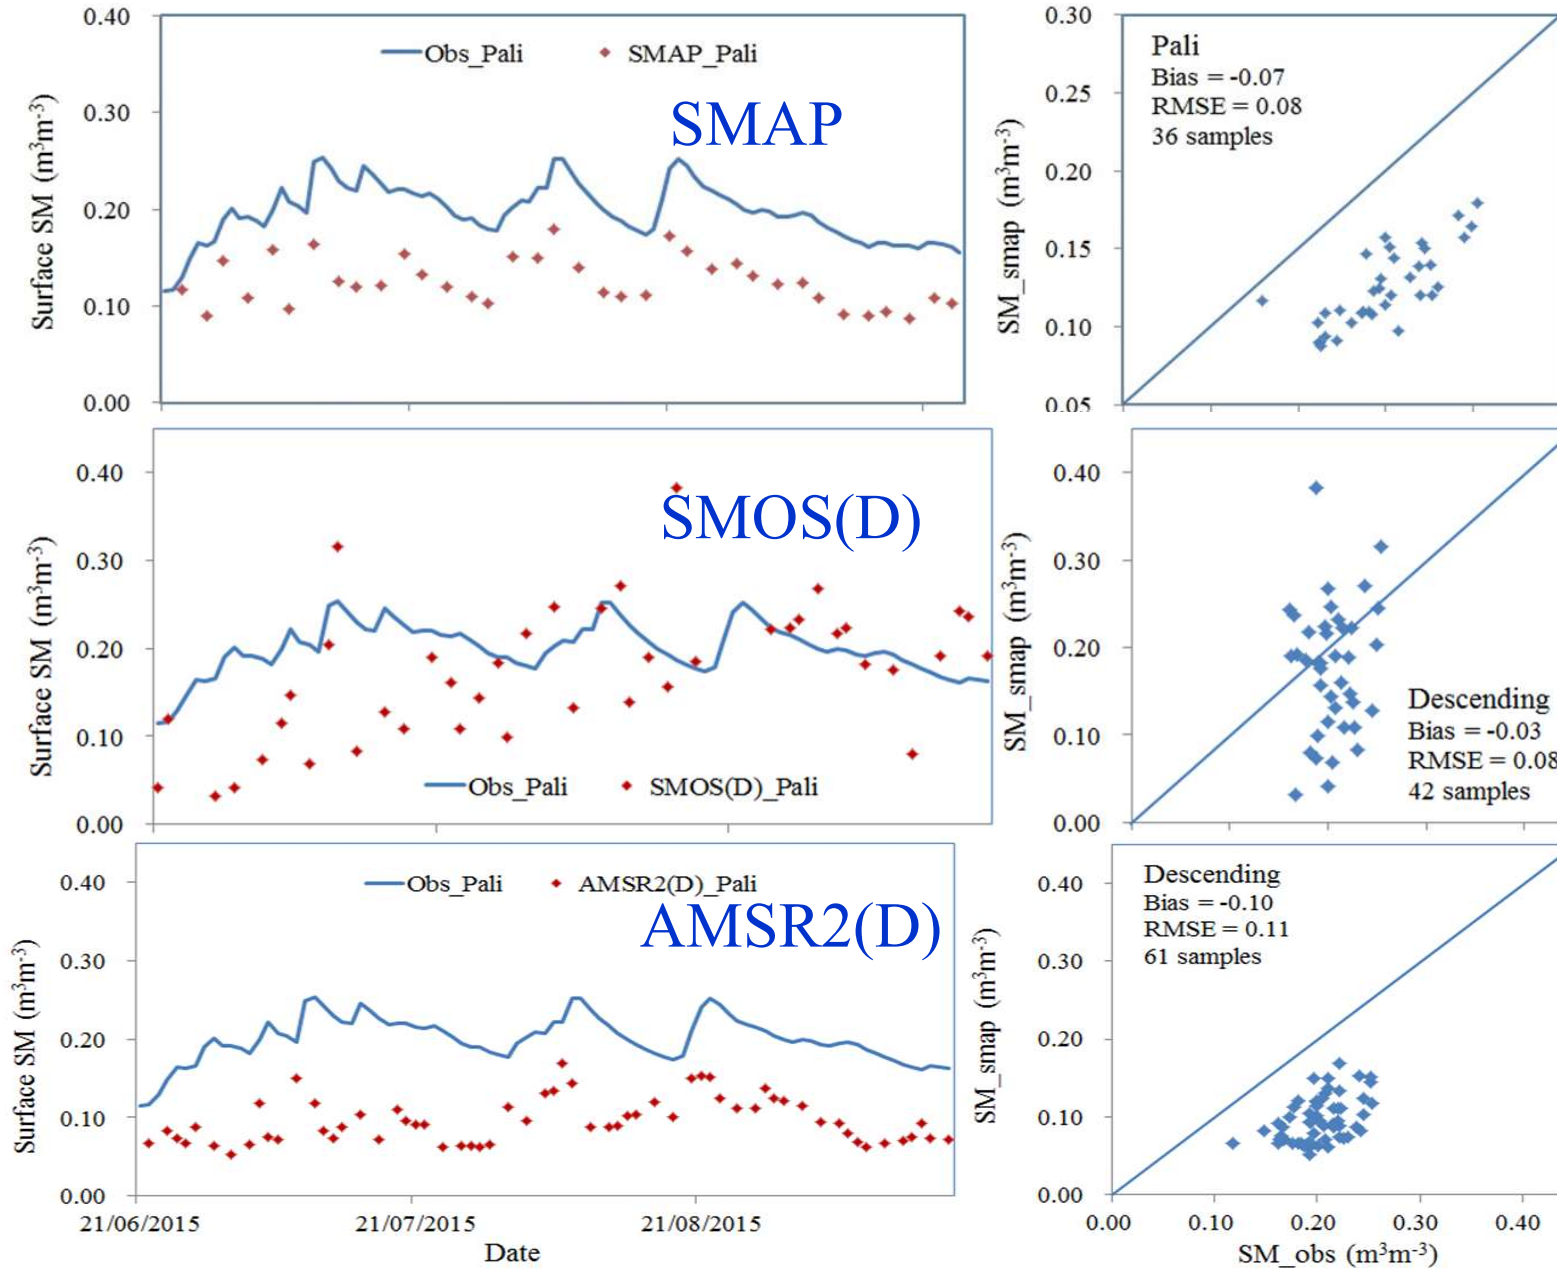 0.40
0.30
0.20
0.10
0.00
Surface SM (m³m⁻³)
Obs_Pali
SMAP_Pali
SMAP
0.30
0.25
0.20
0.15
0.10
0.05
SM_smap (m³m⁻³)
Pali
Bias = -0.07
RMSE = 0.08
36 samples
0.40
0.30
0.20
0.10
0.00
Surface SM (m³m⁻³)
SMOS(D)
Obs_Pali
SMOS(D)_Pali
0.40
0.30
0.20
0.10
0.00
SM_smap (m³m⁻³)
Descending
Bias = -0.03
RMSE = 0.08
42 samples
0.40
0.30
0.20
0.10
0.00
Surface SM (m³m⁻³)
Obs_Pali
AMSR2(D)_Pali
AMSR2(D)
21/06/2015
21/07/2015
21/08/2015
Date
0.40
0.30
0.20
0.10
0.00
SM_smap (m³m⁻³)
Descending
Bias = -0.10
RMSE = 0.11
61 samples
0.00
0.10
0.20
0.30
0.40
SM_obs (m³m⁻³)